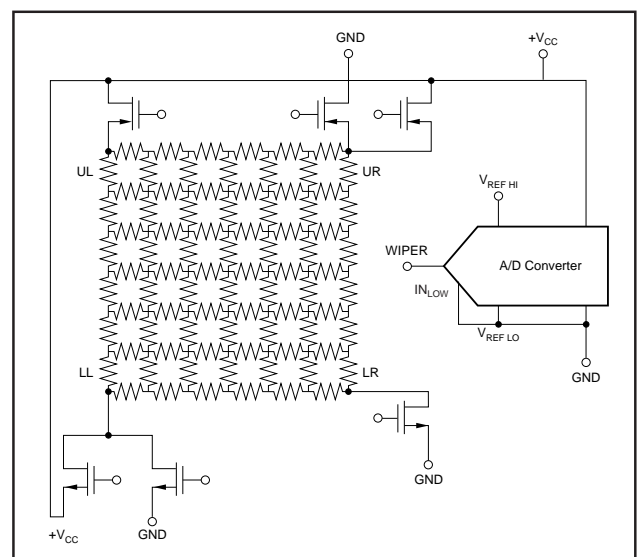 GND
+VCC
UL
UR
VREF HI
WIPER
A/D Converter
INLOW
VREF LO
LL
LR
GND
GND
+VCC
GND